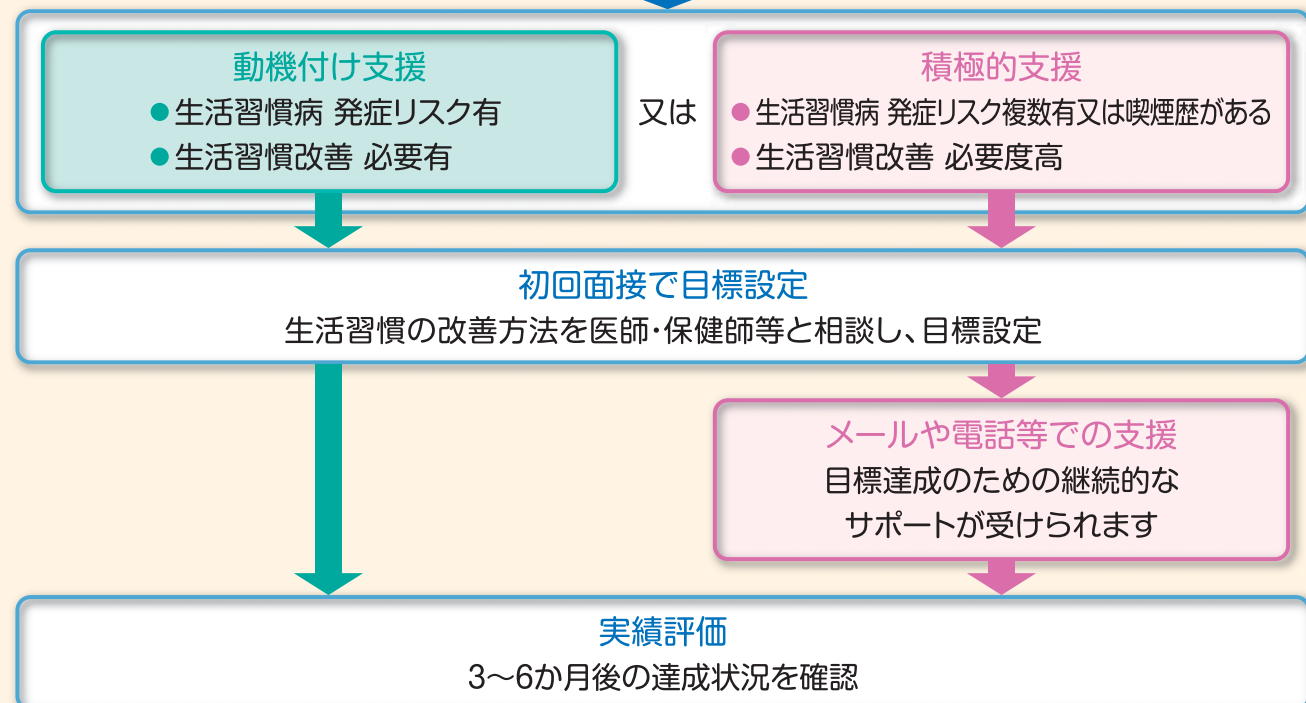 動機付け支援
●生活習慣病 発症リスク有
●生活習慣改善 必要有
又は
積極的支援
●生活習慣病 発症リスク複数有又は喫煙歴がある
●生活習慣改善 必要度高
初回面接で目標設定
生活習慣の改善方法を医師・保健師等と相談し、目標設定
メールや電話等での支援
目標達成のための継続的な
サポートが受けられます
実績評価
3～6か月後の達成状況を確認